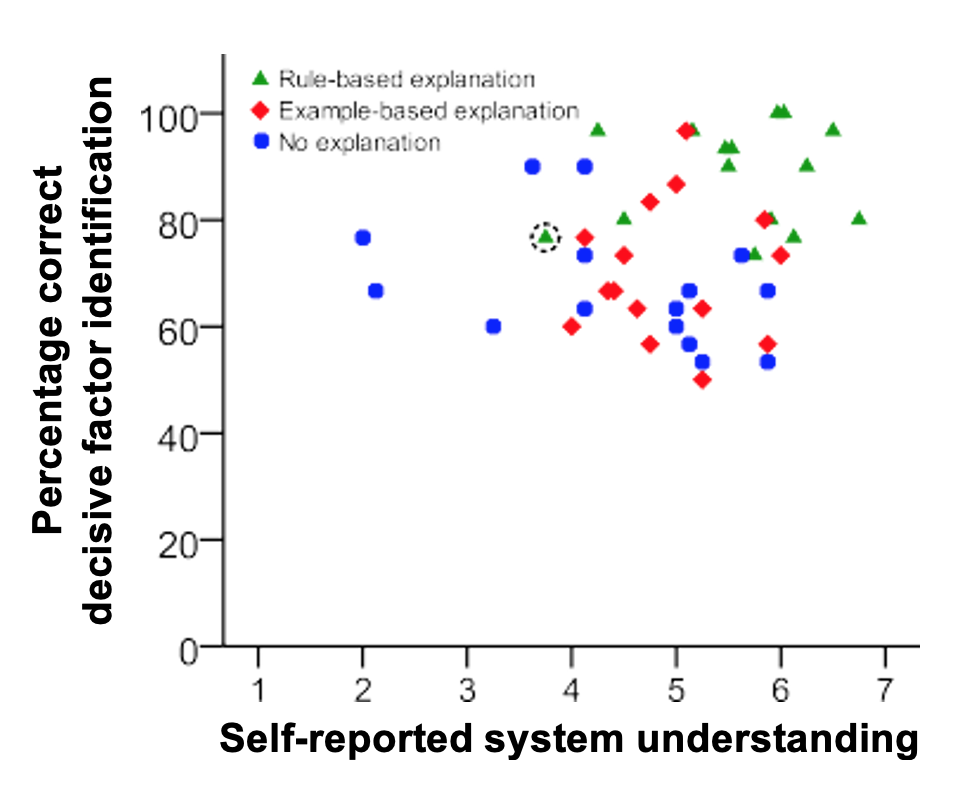 Percentage correct
decisive factor identification
Rule-based explanation
Example-based explanation
No explanation
100
80
60
40
20
0
1 2 3 4 5 6 7
Self-reported system understanding